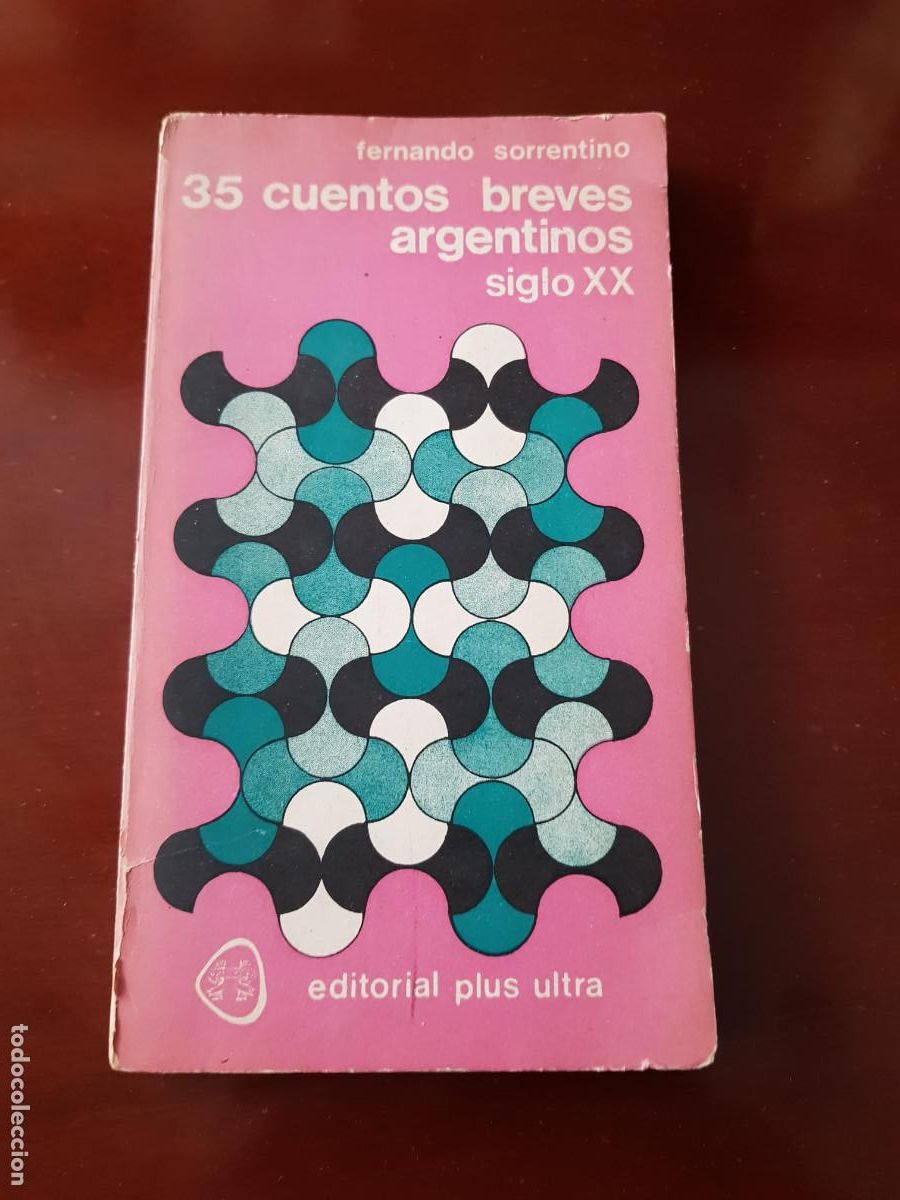 fernando sorrentino
35 cuentos breves
argentinos
siglo XX
editorial plus ultra
todocoleccion